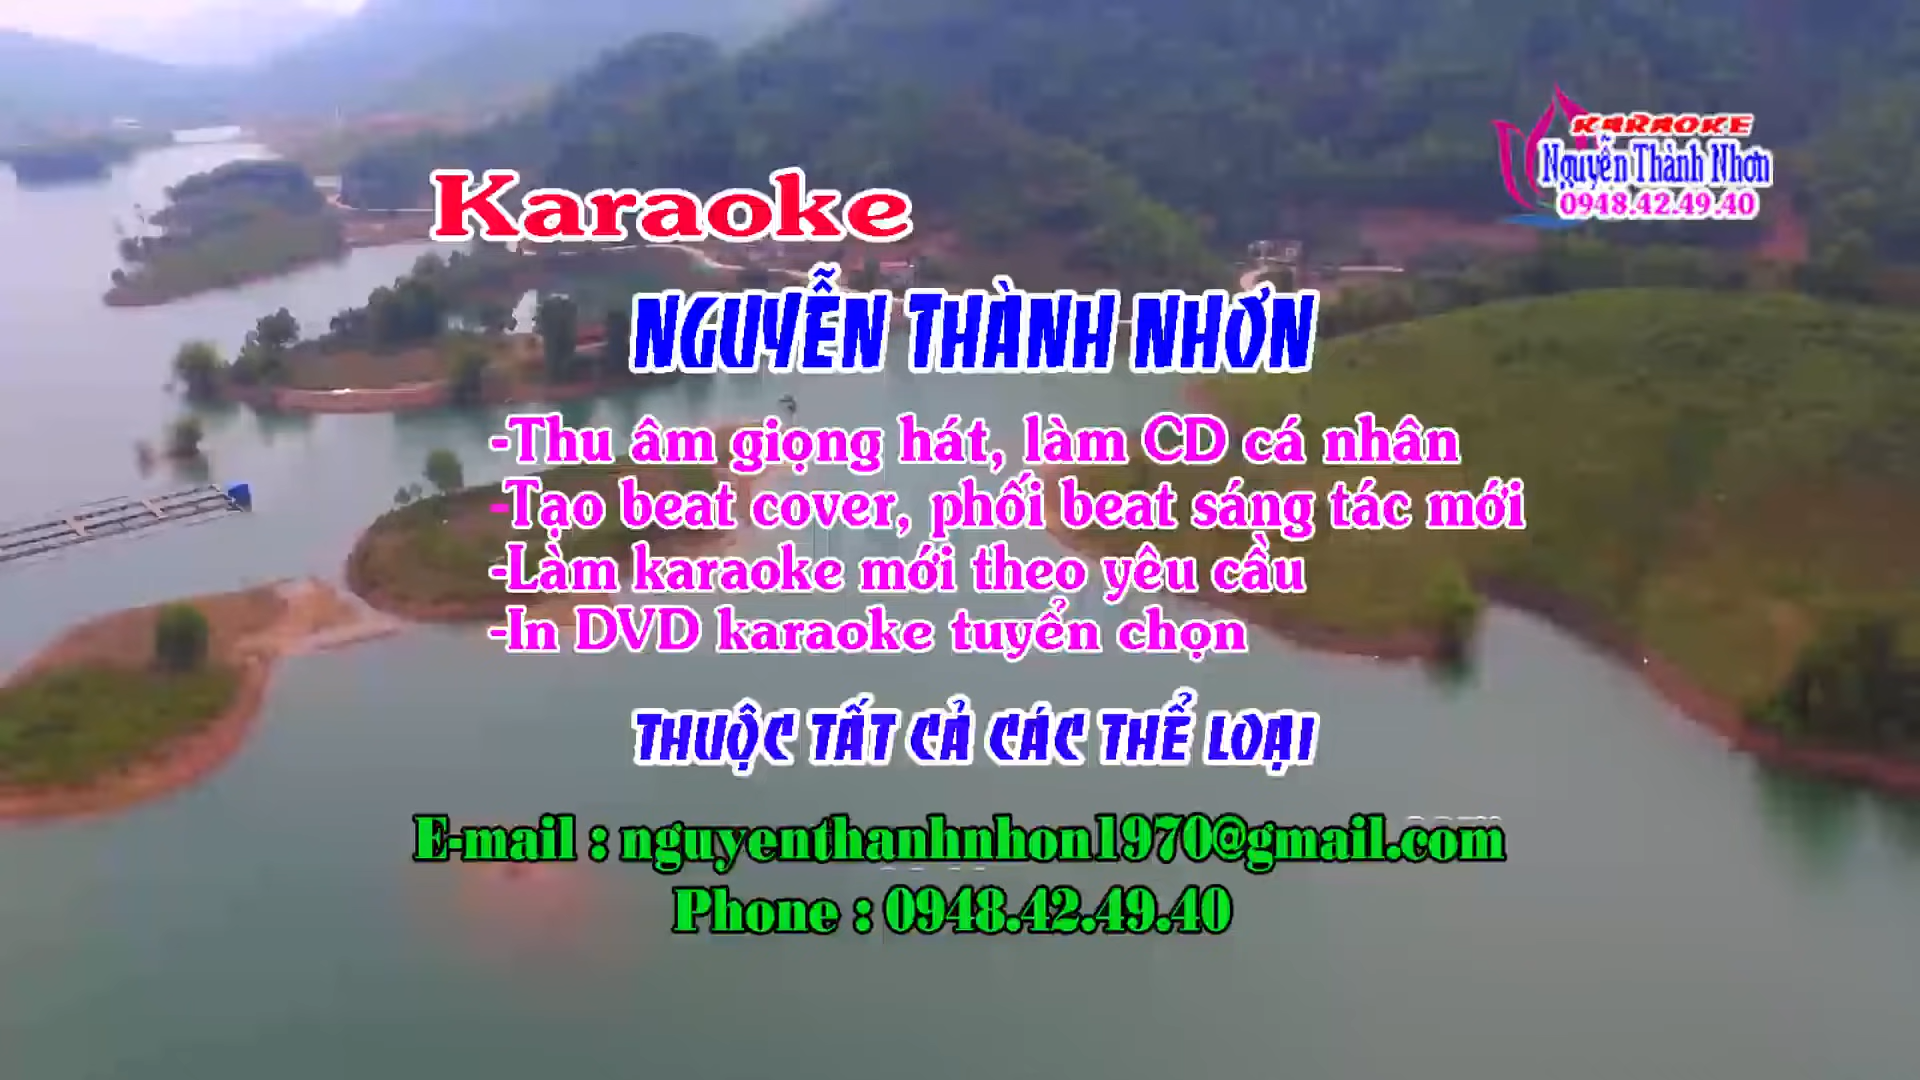 KARAOKE
Nguyễn Thành Nhơn
0948.42.49.40
Karaoke
NGUYỄN THÀNH NHƠN
-Thu âm giọng hát, làm CD cá nhân
-Tạo beat cover, phối beat sáng tác mới
-Làm karaoke mới theo yêu cầu
-In DVD karaoke tuyển chọn
THUỘC TẤT CẢ CÁC THỂ LOẠI
E-mail : nguyenthanhnhon1970@gmail.com
Phone : 0948.42.49.40